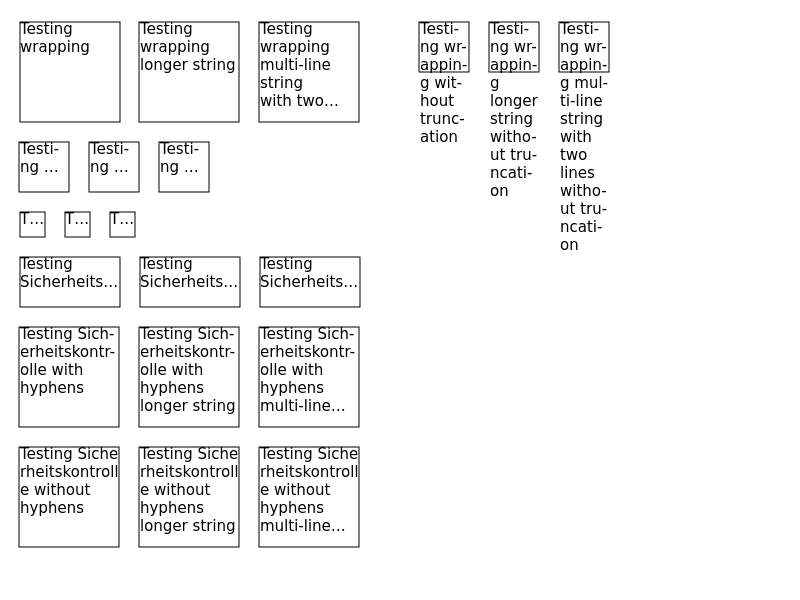 Testing
wrapping
Testing
wrapping
longer string
Testing
wrapping
multi-line
string
with two…
Testi-
ng wr-
appin-
g wit-
hout
trunc-
ation
Testi-
ng wr-
appin-
g
longer
string
witho-
ut tru-
ncati-
on
Testi-
ng wr-
appin-
g mul-
ti-line
string
with
two
lines
witho-
ut tru-
ncati-
on
Testi-
ng …
Testi-
ng …
Testi-
ng …
T…
T…
T…
Testing
Sicherheits…
Testing
Sicherheits…
Testing
Sicherheits…
Testing Sich-
erheitskontr-
olle with
hyphens
Testing Sich-
erheitskontr-
olle with
hyphens
longer string
Testing Sich-
erheitskontr-
olle with
hyphens
multi-line…
Testing Siche
rheitskontroll
e without
hyphens
Testing Siche
rheitskontroll
e without
hyphens
longer string
Testing Siche
rheitskontroll
e without
hyphens
multi-line…